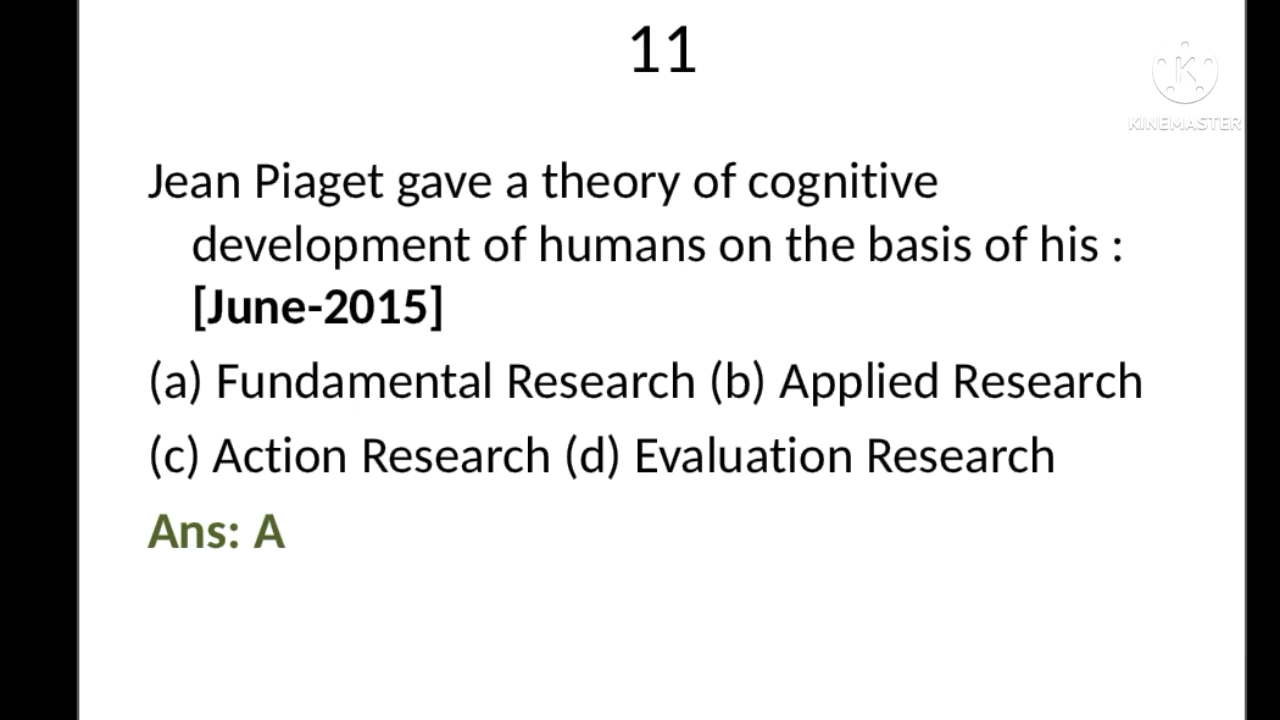 11
KINEMASTER
Jean Piaget gave a theory of cognitive
development of humans on the basis of his :
[June-2015]
(a) Fundamental Research (b) Applied Research
(c) Action Research (d) Evaluation Research
Ans: A